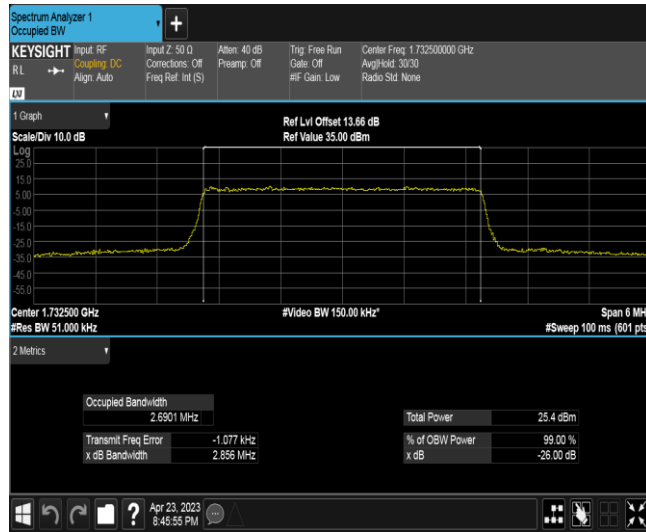 Spectrum Analyzer 1
Occupied BW
KEYSIGHT
RL
LXI
Input: RF
Coupling: DC
Align: Auto
Input Z: 50 Ω
Corrections: Off
Freq Ref: Int (S)
Atten: 40 dB
Preamp: Off
Trig: Free Run
Gate: Off
#IF Gain: Low
Center Freq: 1.732500000 GHz
Avg|Hold: 30/30
Radio Std: None
1 Graph
Scale/Div 10.0 dB
Ref Lvl Offset 13.66 dB
Ref Value 35.00 dBm
Log
25.0
15.0
5.00
-5.00
-15.0
-25.0
-35.0
-45.0
-55.0
Center 1.732500 GHz
#Res BW 51.000 kHz
#Video BW 150.00 kHz*
Span 6 MH
#Sweep 100 ms (601 pts
2 Metrics
Occupied Bandwidth
2.6901 MHz
Transmit Freq Error -1.077 kHz
x dB Bandwidth 2.856 MHz
Total Power 25.4 dBm
% of OBW Power 99.00 %
x dB -26.00 dB
?
Apr 23, 2023
8:45:55 PM